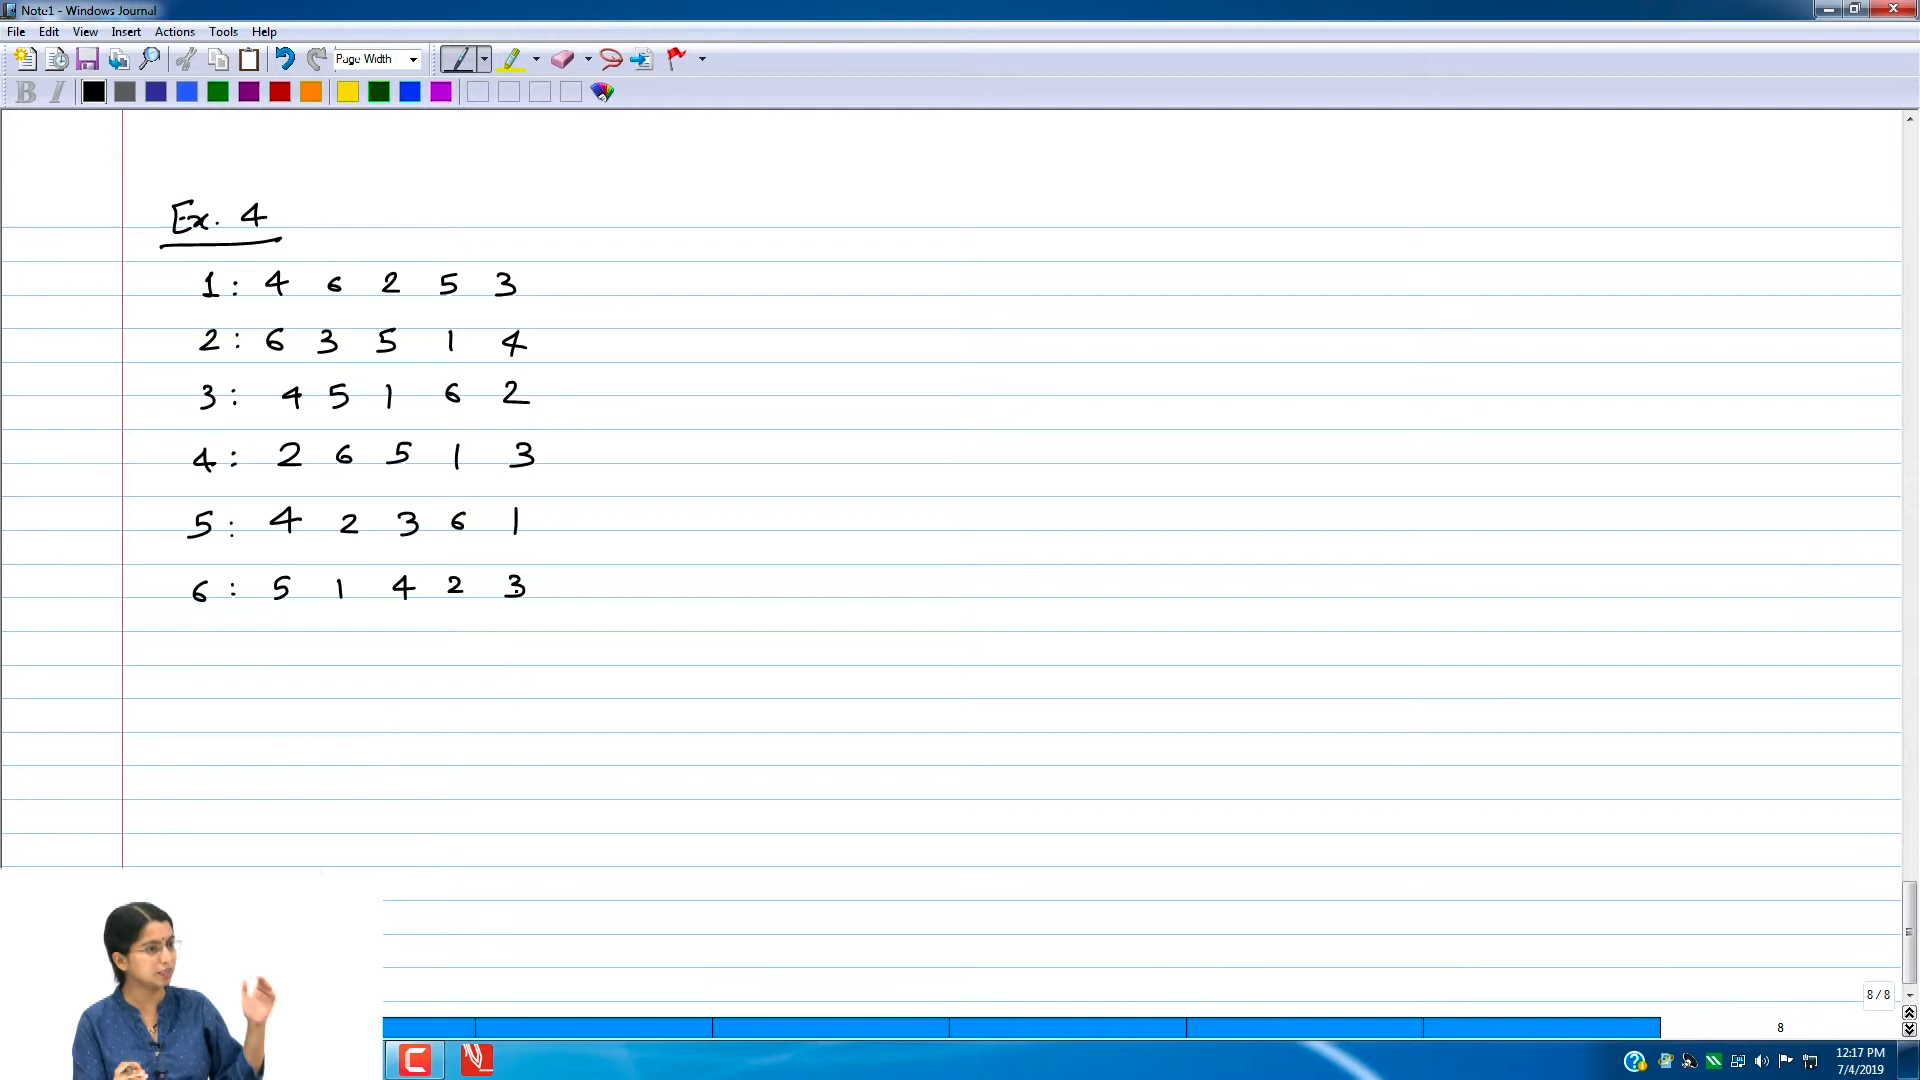 Note1 - Windows Journal
File Edit View Insert Actions Tools Help
Page Width
B I
Ex. 4
1 : 4 6 2 5 3
2 : 6 3 5 1 4
3 : 4 5 1 6 2
4 : 2 6 5 1 3
5 : 4 2 3 6 1
6 : 5 1 4 2 3
8 / 8
8
12:17 PM
7/4/2019